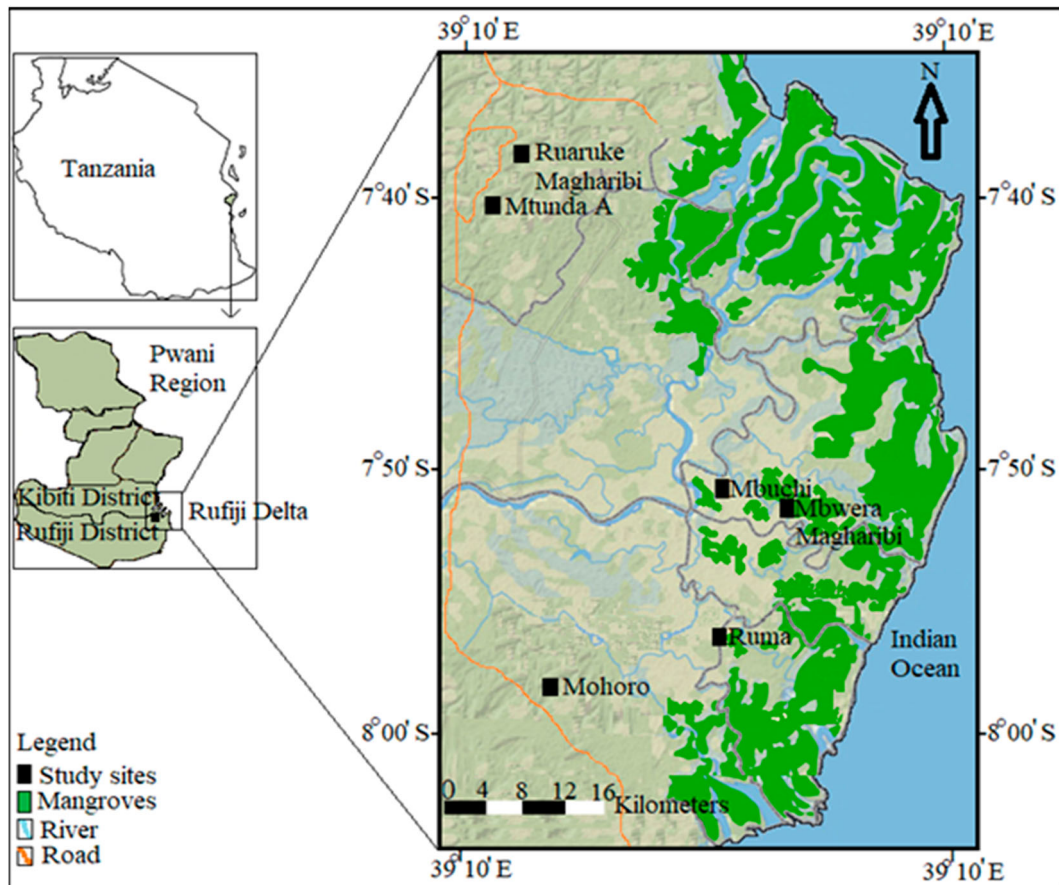 39°10' E
39°10' E
Tanzania
N
Ruaruke
Magharibi
7°40' S
Mtunda A
7°40' S
Pwani
Region
Kibiti District
Rufiji District
Rufiji Delta
7°50' S
7°50' S
Mbuchi
Mbwera
Magharibi
Ruma
Indian
Ocean
Mohoro
8°00' S
8°00' S
Legend
Study sites
Mangroves
River
Road
0 4 8 12 16
Kilometers
39°10' E
39°10' E